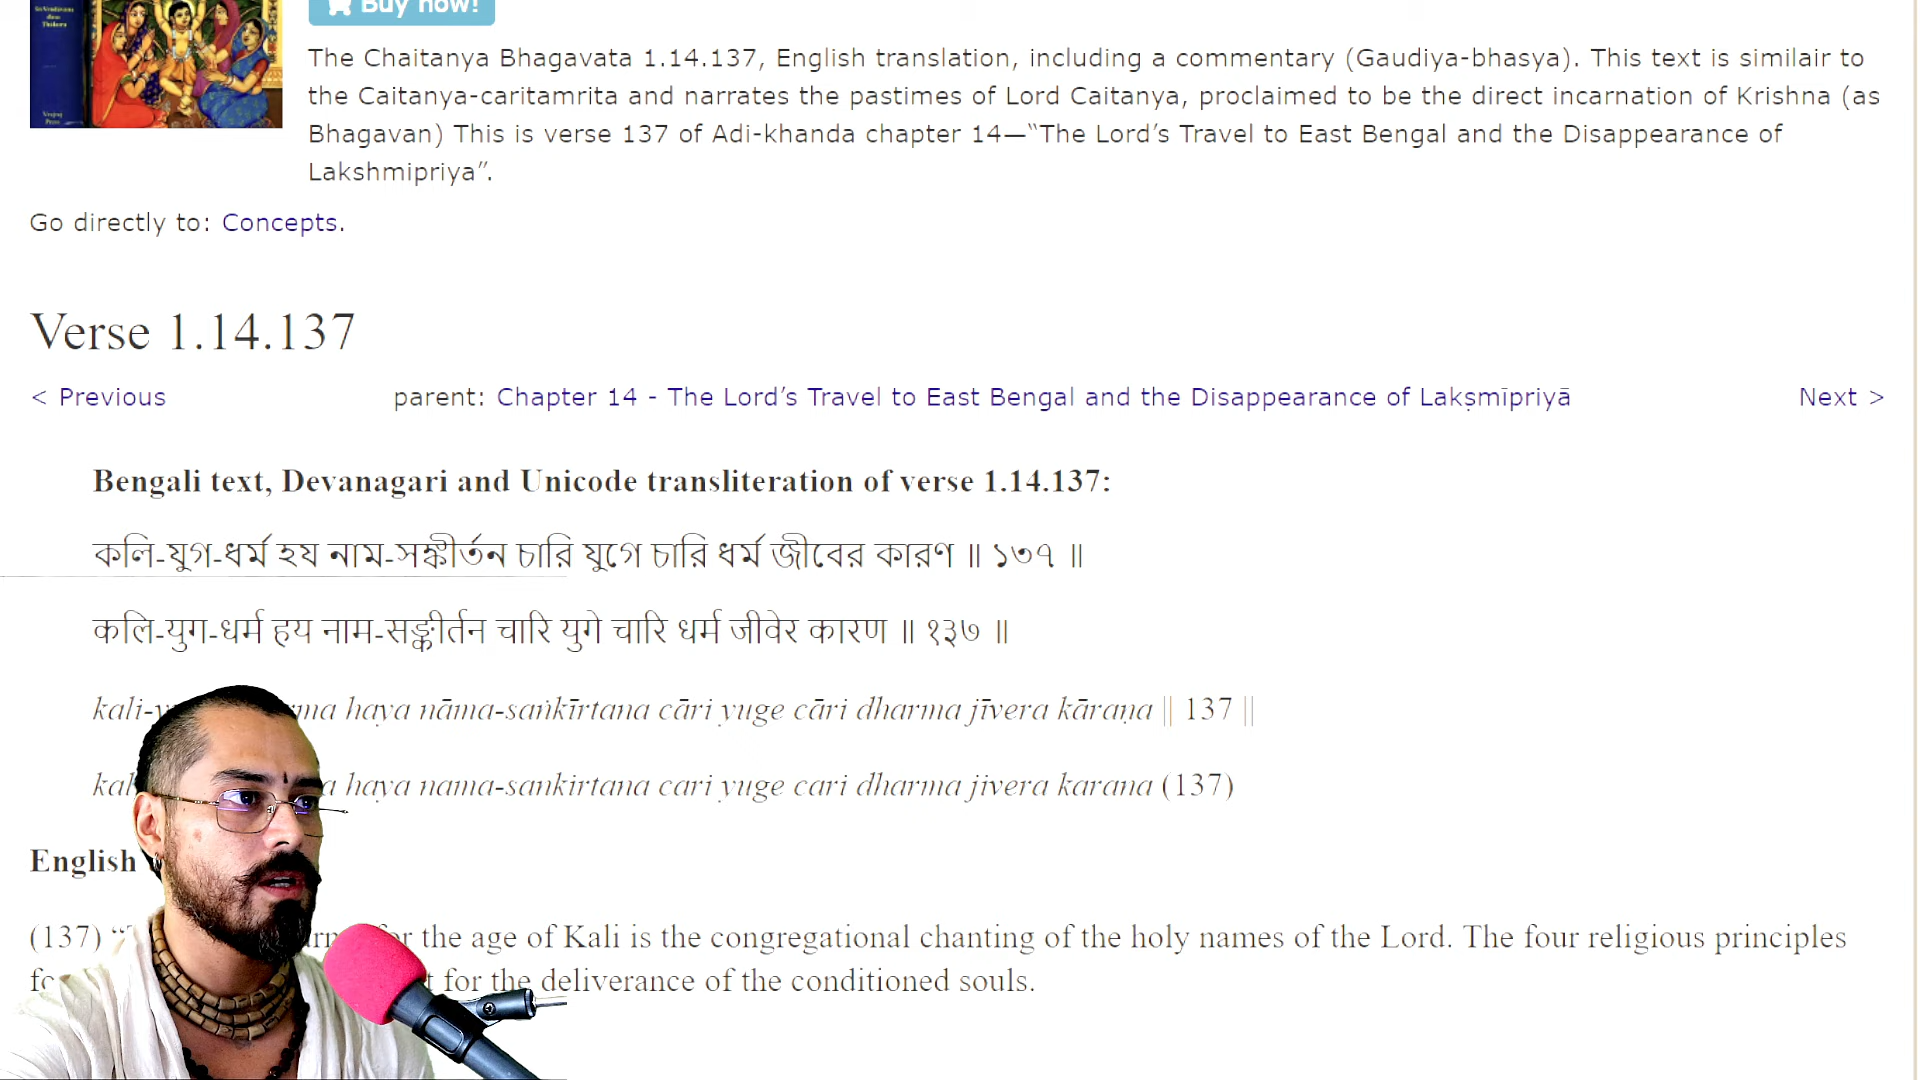 Buy now!
The Chaitanya Bhagavata 1.14.137, English translation, including a commentary (Gaudiya-bhasya). This text is similair to
the Caitanya-caritamrita and narrates the pastimes of Lord Caitanya, proclaimed to be the direct incarnation of Krishna (as
Bhagavan) This is verse 137 of Adi-khanda chapter 14—“The Lord’s Travel to East Bengal and the Disappearance of
Lakshmipriya”.
Go directly to: Concepts.
Verse 1.14.137
< Previous
parent: Chapter 14 - The Lord’s Travel to East Bengal and the Disappearance of Lakṣmīpriyā
Next >
Bengali text, Devanagari and Unicode transliteration of verse 1.14.137:
কলি-যুগ-ধর্ম হয নাম-সঙ্কীর্তন চারি যুগে চারি ধর্ম জীবের কারণ ॥ ১৩৭ ॥
कलि-युग-धर्म हय नाम-सङ्कीर्तन चारि युगे चारि धर्म जीवेर कारण ॥ १३७ ॥
haya nāma-saṅkīrtana cāri yuge cāri dharma jīvera kāraṇa || 137 ||
haya nama-sankirtana cari yuge cari dharma jivera karana (137)
English
(137) for the age of Kali is the congregational chanting of the holy names of the Lord. The four religious principles
for the deliverance of the conditioned souls.